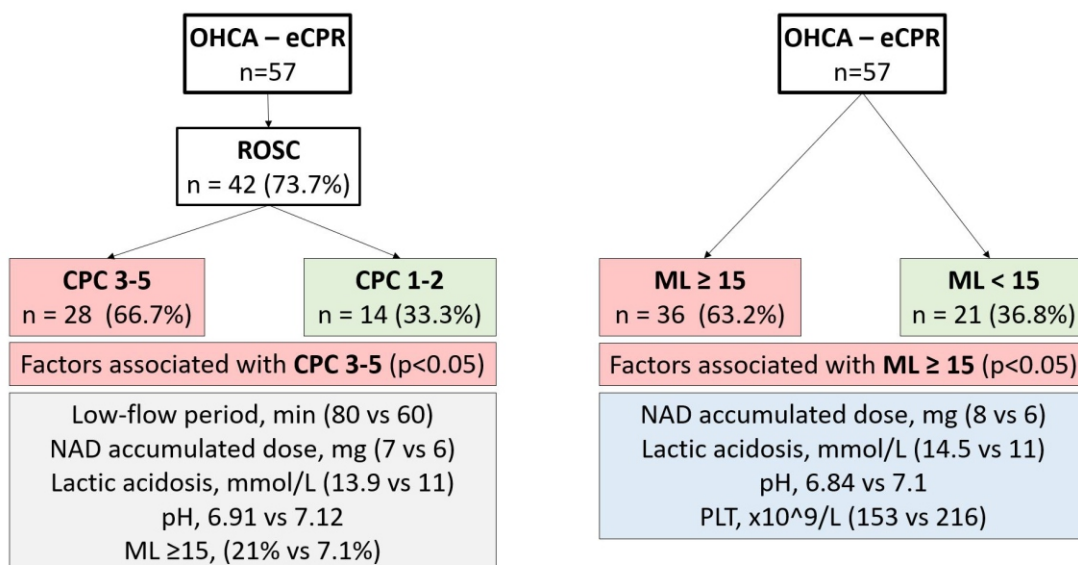 OHCA – eCPR
n=57
ROSC
n = 42 (73.7%)
CPC 3-5
n = 28 (66.7%)
CPC 1-2
n = 14 (33.3%)
Factors associated with CPC 3-5 (p<0.05)
Low-flow period, min (80 vs 60)
NAD accumulated dose, mg (7 vs 6)
Lactic acidosis, mmol/L (13.9 vs 11)
pH, 6.91 vs 7.12
ML ≥15, (21% vs 7.1%)
OHCA – eCPR
n=57
ML ≥ 15
n = 36 (63.2%)
ML < 15
n = 21 (36.8%)
Factors associated with ML ≥ 15 (p<0.05)
NAD accumulated dose, mg (8 vs 6)
Lactic acidosis, mmol/L (14.5 vs 11)
pH, 6.84 vs 7.1
PLT, x10^9/L (153 vs 216)